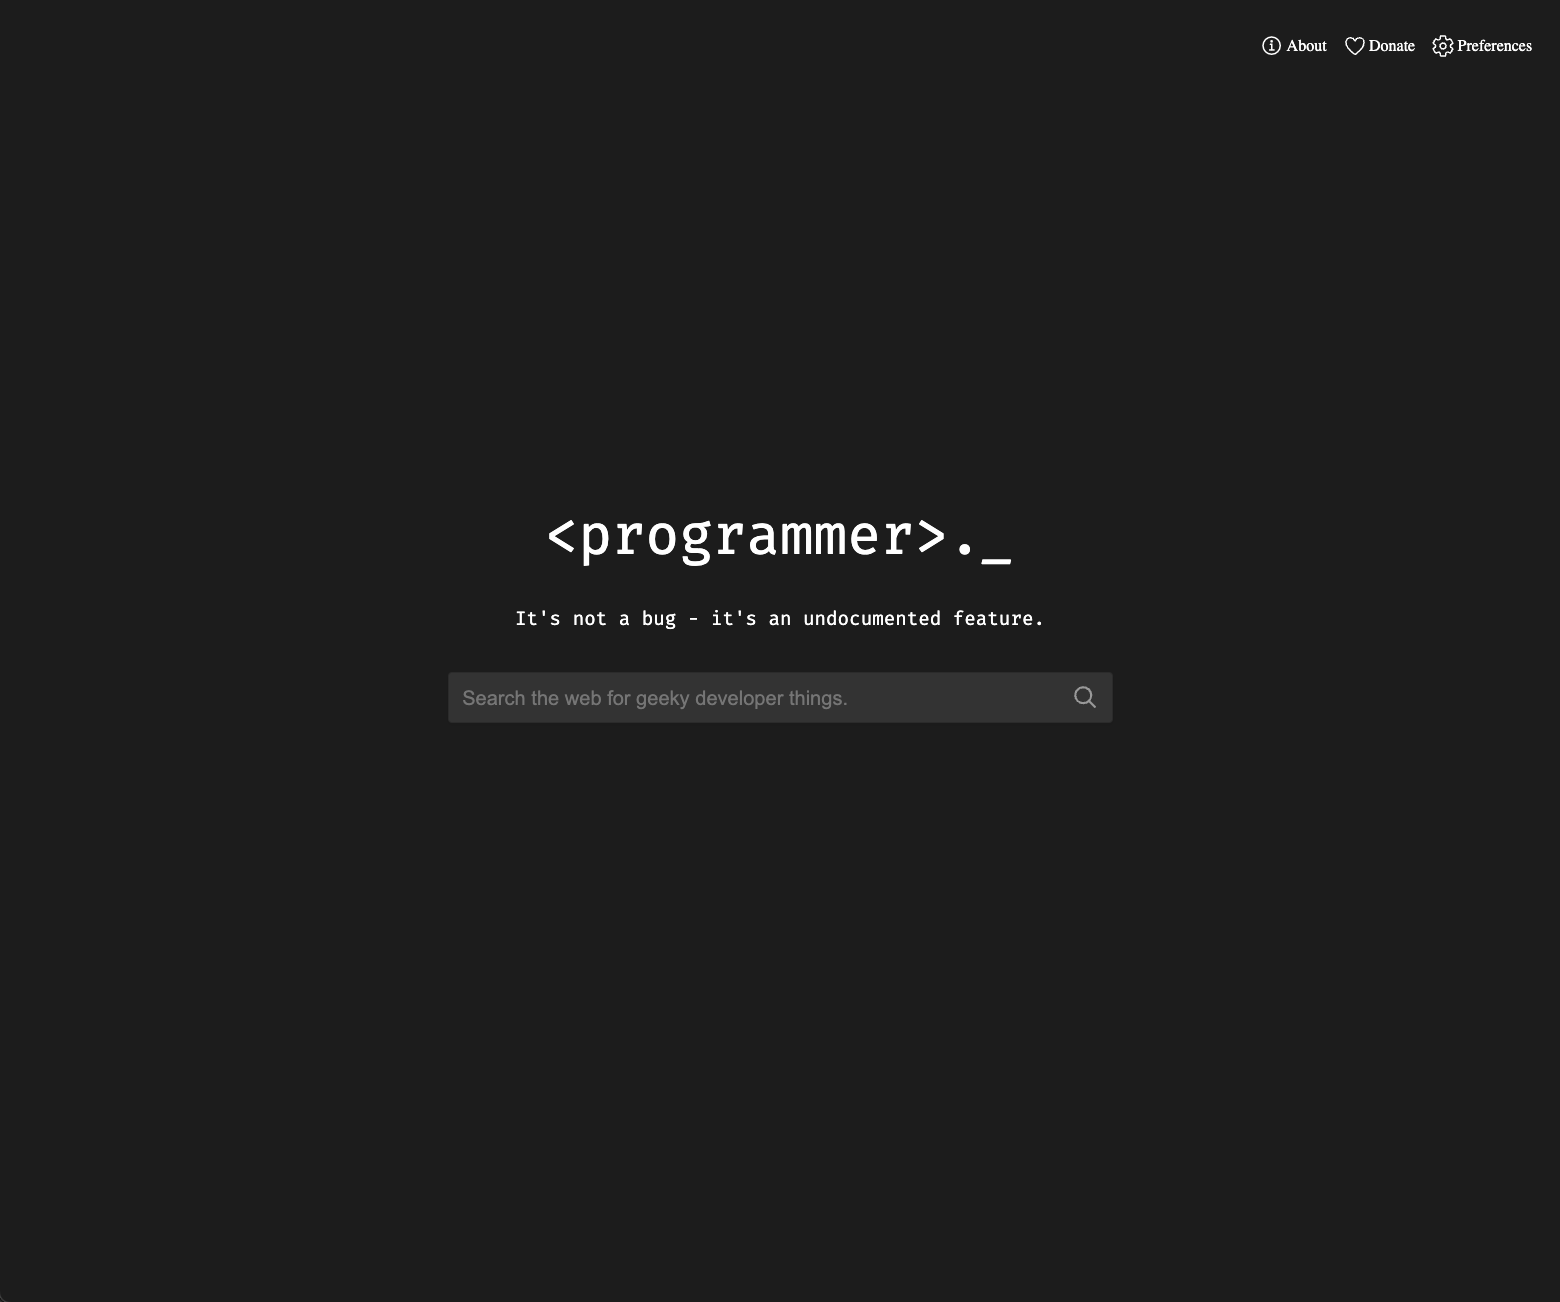 About Donate Preferences
<programmer>._
It's not a bug - it's an undocumented feature.
Search the web for geeky developer things.